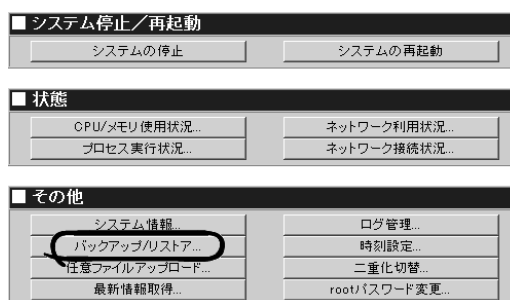 ■ システム停止／再起動
システムの停止 システムの再起動
■ 状態
CPU/メモリ使用状況... ネットワーク利用状況...
プロセス実行状況... ネットワーク接続状況...
■ その他
システム情報... ログ管理...
バックアップ/リストア... 時刻設定...
任意ファイルアップロード... 二重化切替...
最新情報取得... rootパスワード変更...